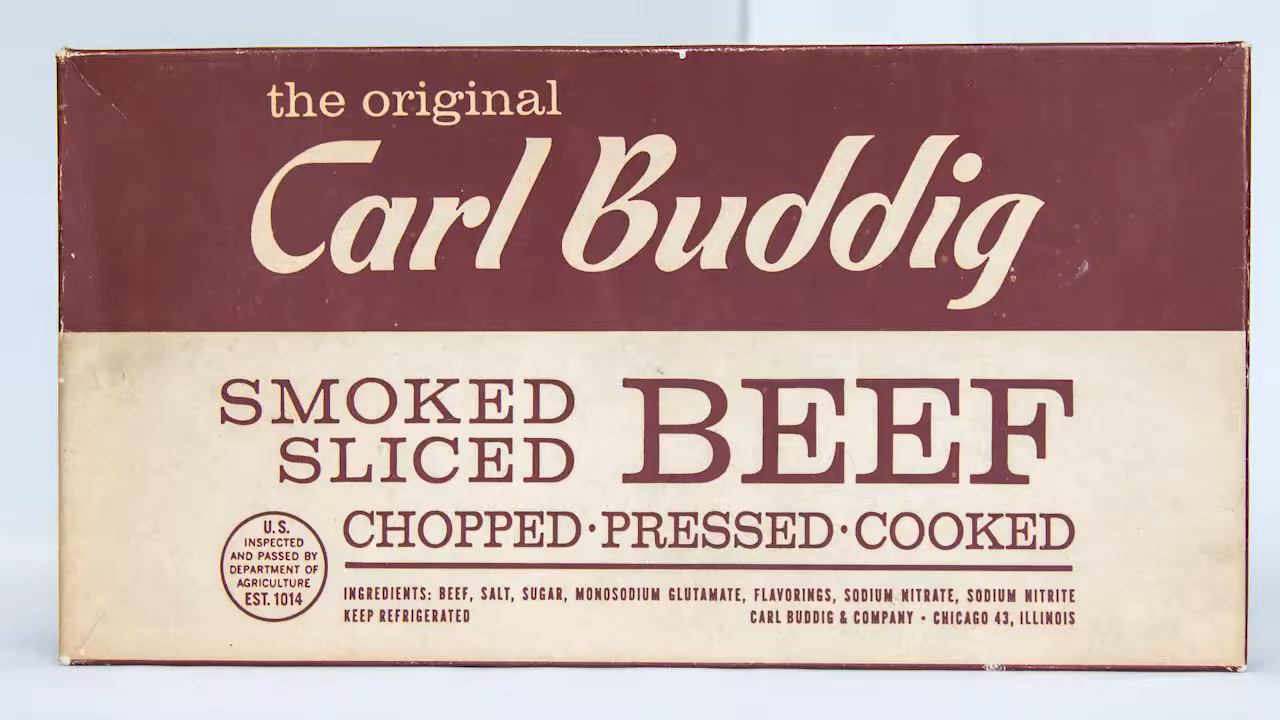 the original
Carl Buddig
SMOKED
SLICED
BEEF
CHOPPED·PRESSED·COOKED
U.S.
INSPECTED
AND PASSED BY
DEPARTMENT OF
AGRICULTURE
EST. 1014
INGREDIENTS: BEEF, SALT, SUGAR, MONOSODIUM GLUTAMATE, FLAVORINGS, SODIUM NITRATE, SODIUM NITRITE
KEEP REFRIGERATED
CARL BUDDIG & COMPANY • CHICAGO 43, ILLINOIS